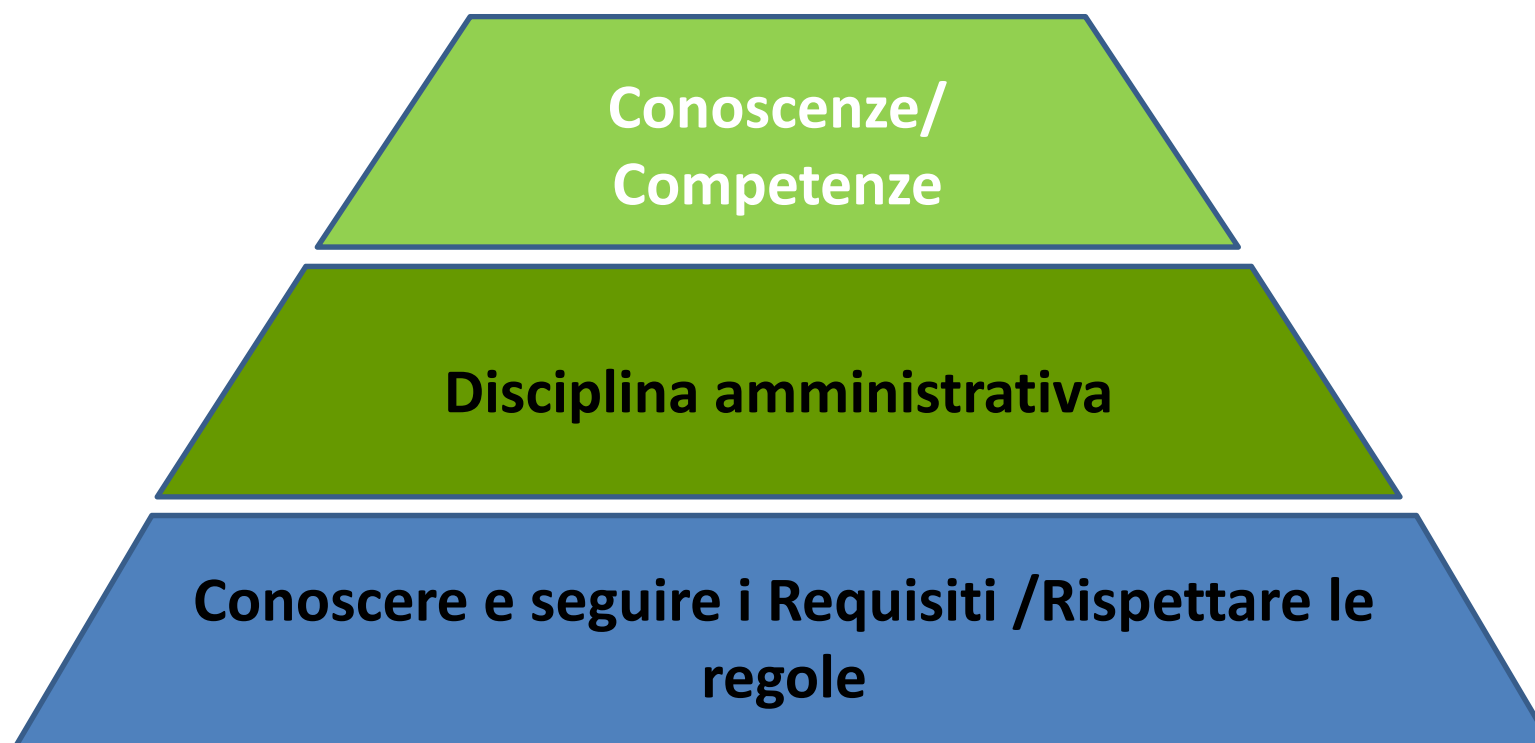 Conoscenze/
Competenze
Disciplina amministrativa
Conoscere e seguire i Requisiti /Rispettare le
regole